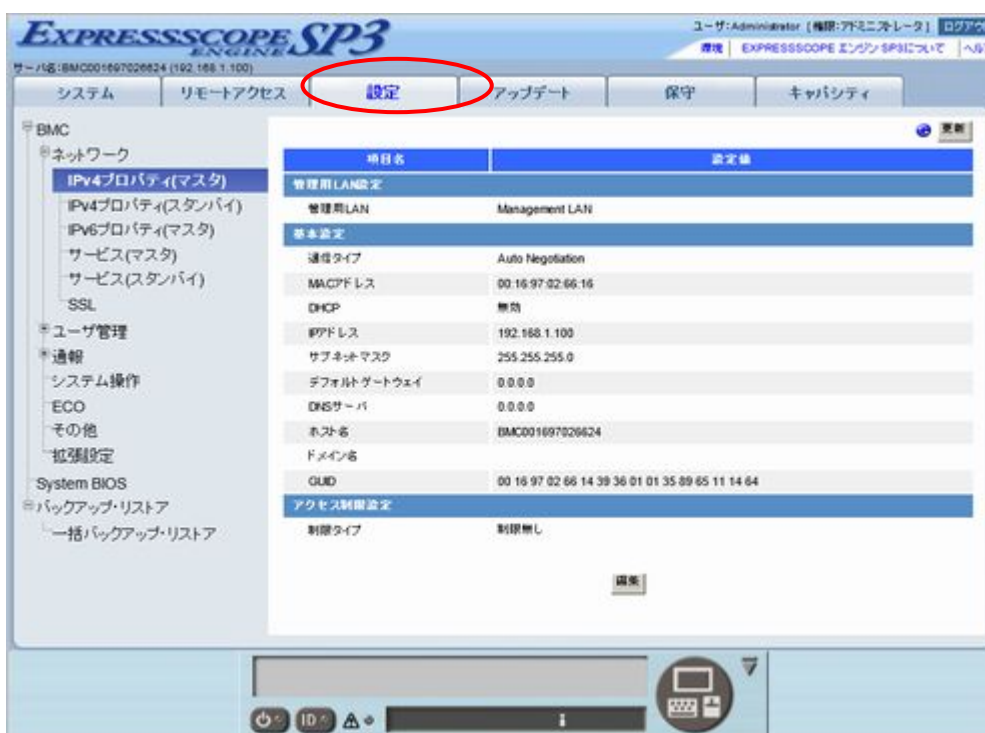 EXPRESSSCOPE ENGINE SP3
ユーザ:Administrator [権限:アドミニストレータ] ログアウ
環境 EXPRESSSCOPE エンジン SP3について ヘル
サーバ名:BMC001697026624 (192.168.1.100)
システム リモートアクセス 設定 アップデート 保守 キャパシティ
BMC
ネットワーク
IPv4プロパティ(マスタ)
IPv4プロパティ(スタンバイ)
IPv6プロパティ(マスタ)
サービス(マスタ)
サービス(スタンバイ)
SSL
ユーザ管理
通報
システム操作
ECO
その他
拡張設定
System BIOS
バックアップ・リストア
一括バックアップ・リストア
更新
項目名 設定値
管理用LAN設定
管理用LAN Management LAN
基本設定
通信タイプ Auto Negotiation
MACアドレス 00:16:97:02:66:16
DHCP 無効
IPアドレス 192.168.1.100
サブネットマスク 255.255.255.0
デフォルトゲートウェイ 0.0.0.0
DNSサーバ 0.0.0.0
ホスト名 BMC001697026624
ドメイン名
GUID 00 16 97 02 66 14 39 36 01 01 35 89 65 11 14 64
アクセス制限設定
制限タイプ 制限無し
編集
ID
i